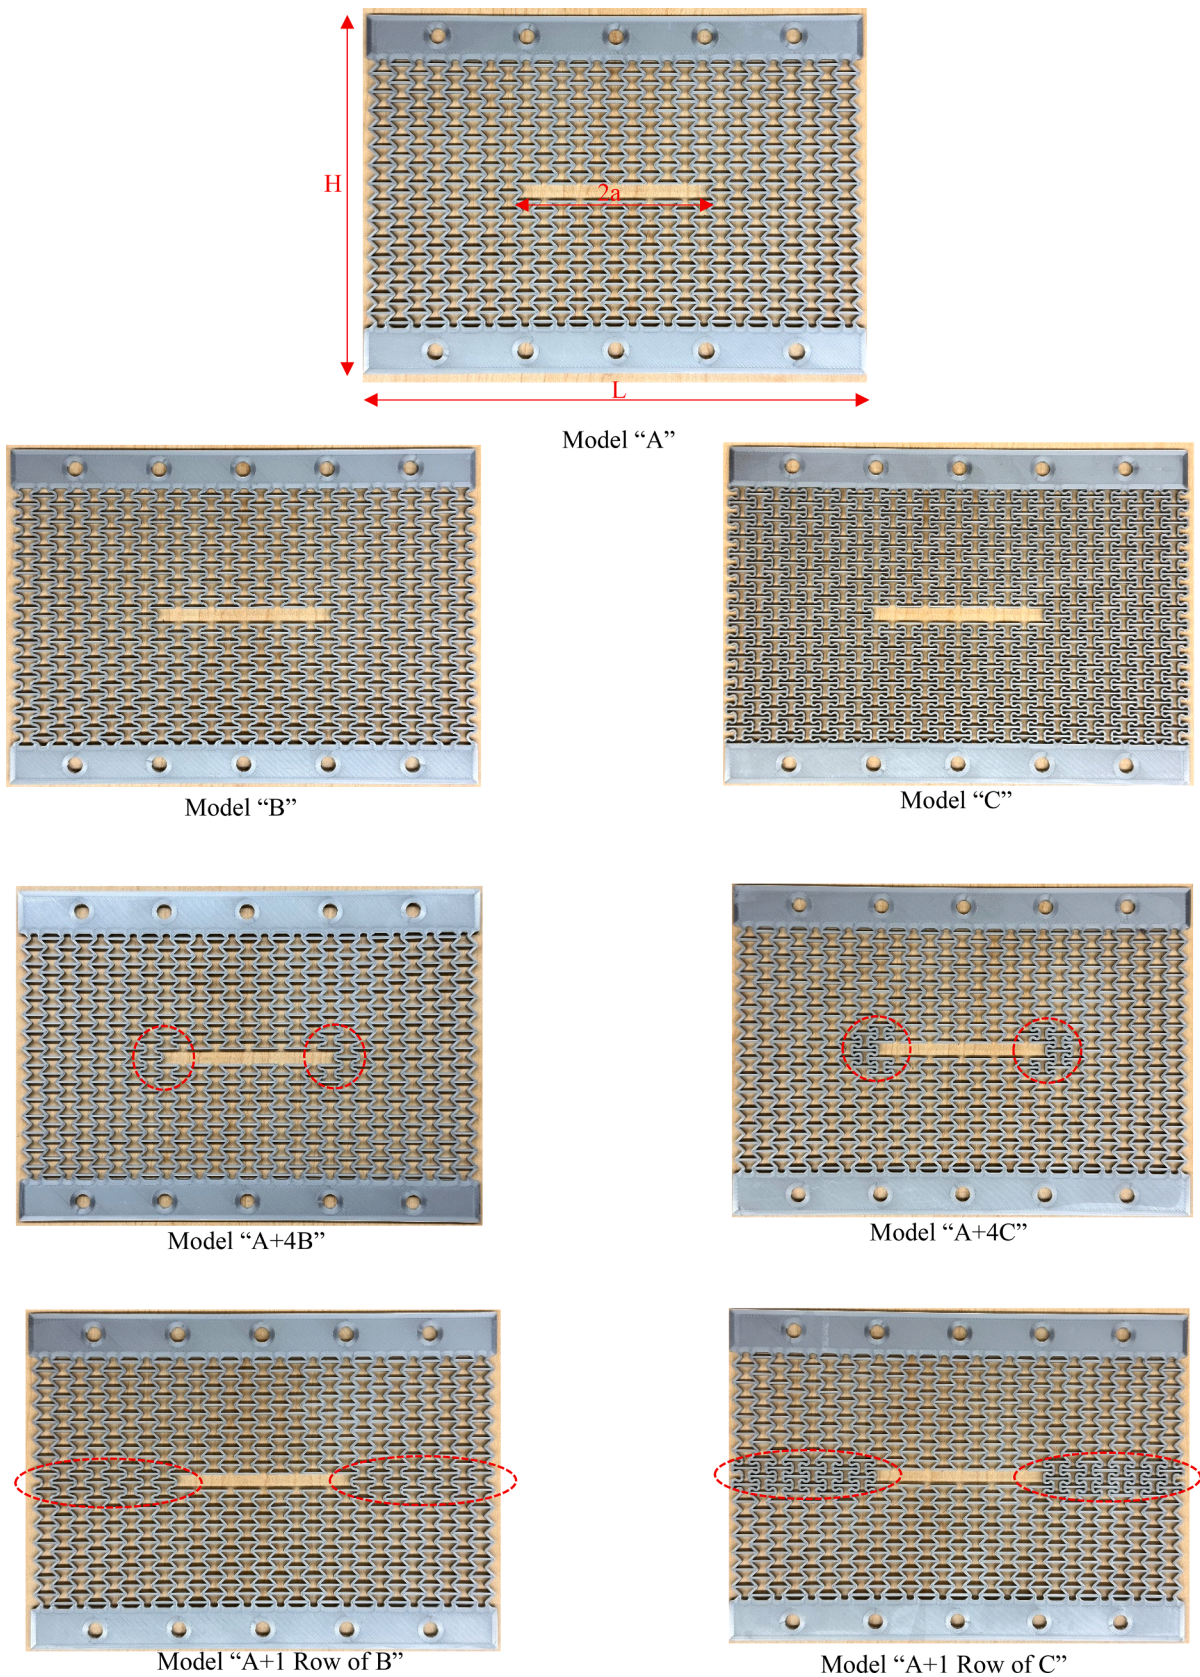 H
2a
L
Model “A”
Model “B”
Model “C”
Model “A+4B”
Model “A+4C”
Model “A+1 Row of B”
Model “A+1 Row of C”